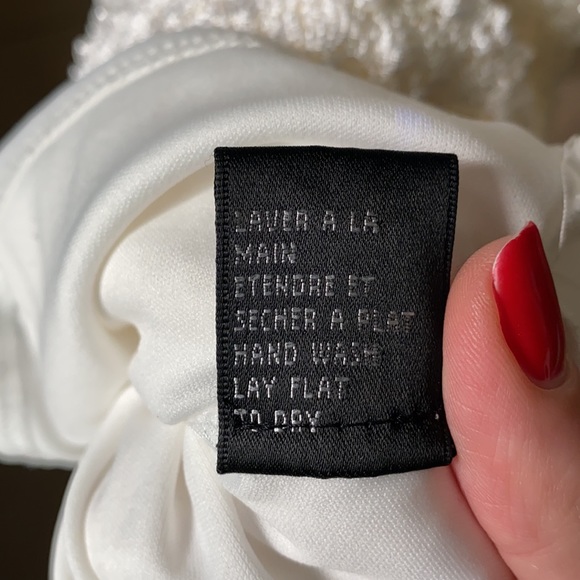 LAVER A LA
MAIN
ETENDRE ET
SECHER A PLAT
HAND WASH
LAY FLAT
TO DRY